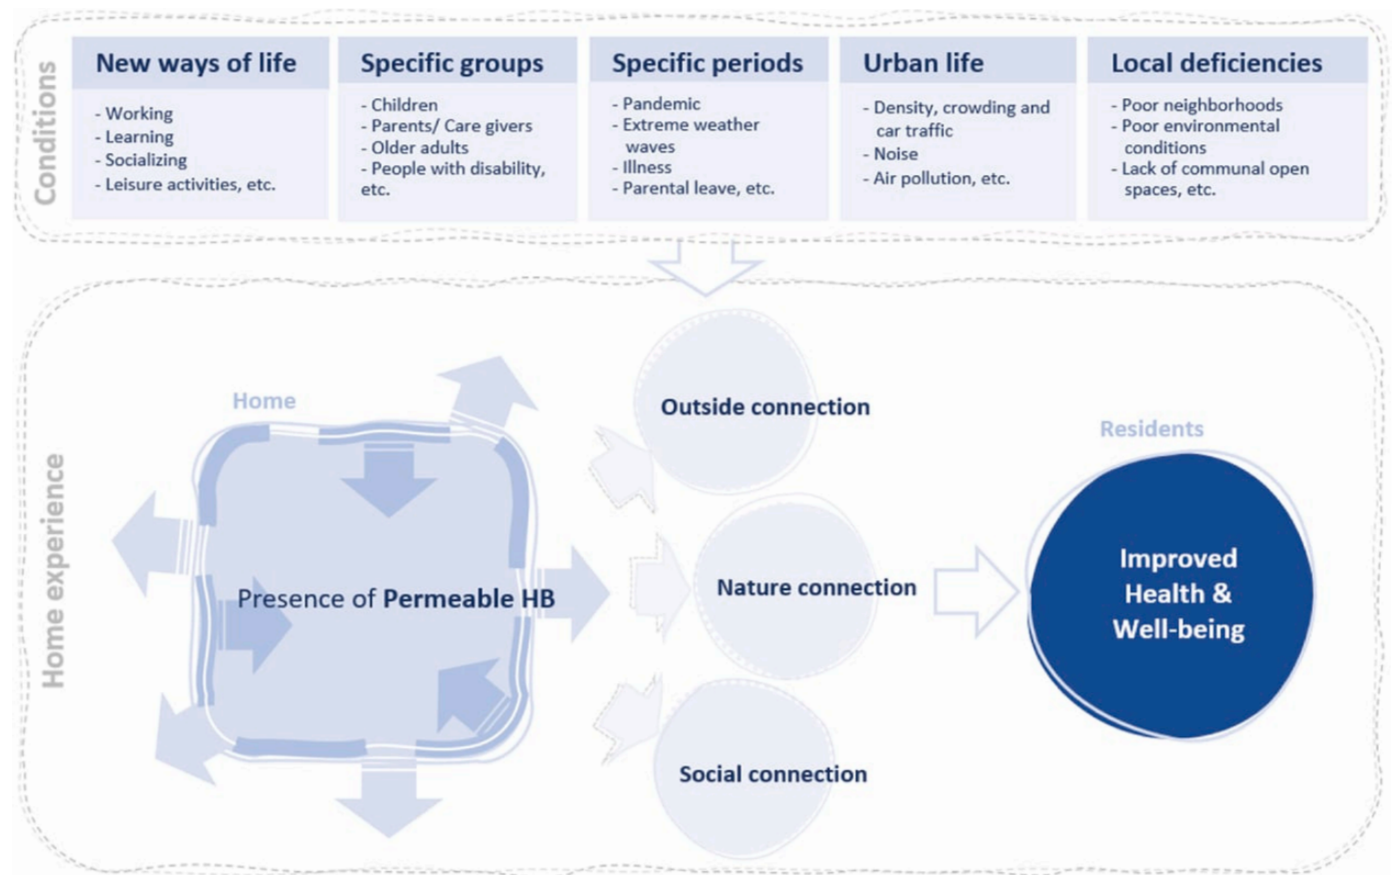 Conditions
New ways of life
- Working
- Learning
- Socializing
- Leisure activities, etc.
Specific groups
- Children
- Parents/ Care givers
- Older adults
- People with disability,
etc.
Specific periods
- Pandemic
- Extreme weather
waves
- Illness
- Parental leave, etc.
Urban life
- Density, crowding and
car traffic
- Noise
- Air pollution, etc.
Local deficiencies
- Poor neighborhoods
- Poor environmental
conditions
- Lack of communal open
spaces, etc.
Home experience
Home
Presence of Permeable HB
Outside connection
Nature connection
Social connection
Residents
Improved
Health &
Well-being